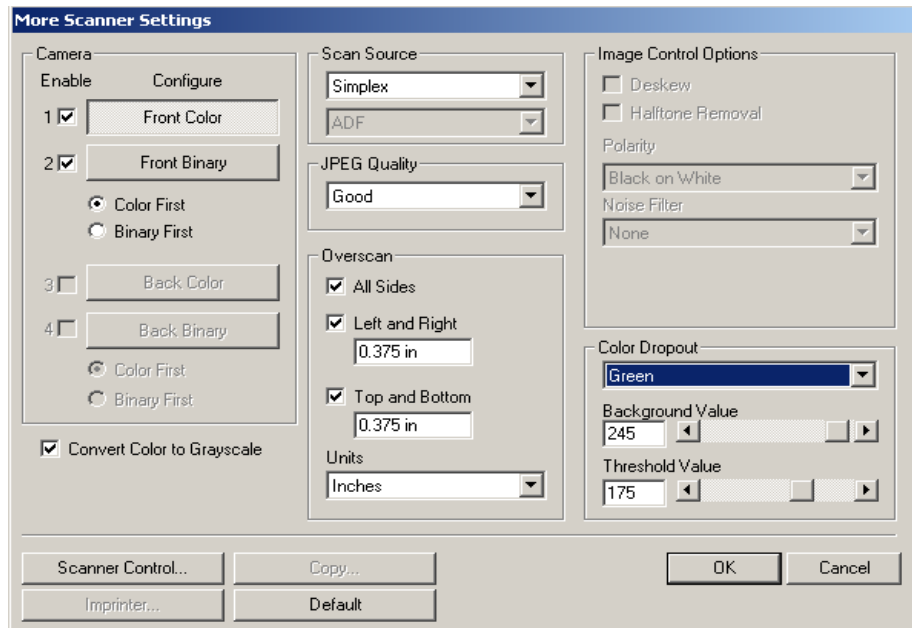 More Scanner Settings
Camera
Enable Configure
1 Front Color
2 Front Binary
Color First
Binary First
3 Back Color
4 Back Binary
Color First
Binary First
Convert Color to Grayscale
Scan Source
Simplex
ADF
JPEG Quality
Good
Overscan
All Sides
Left and Right
0.375 in
Top and Bottom
0.375 in
Units
Inches
Image Control Options
Deskew
Halftone Removal
Polarity
Black on White
Noise Filter
None
Color Dropout
Green
Background Value
245
Threshold Value
175
Scanner Control... Copy... OK Cancel
Imprinter... Default